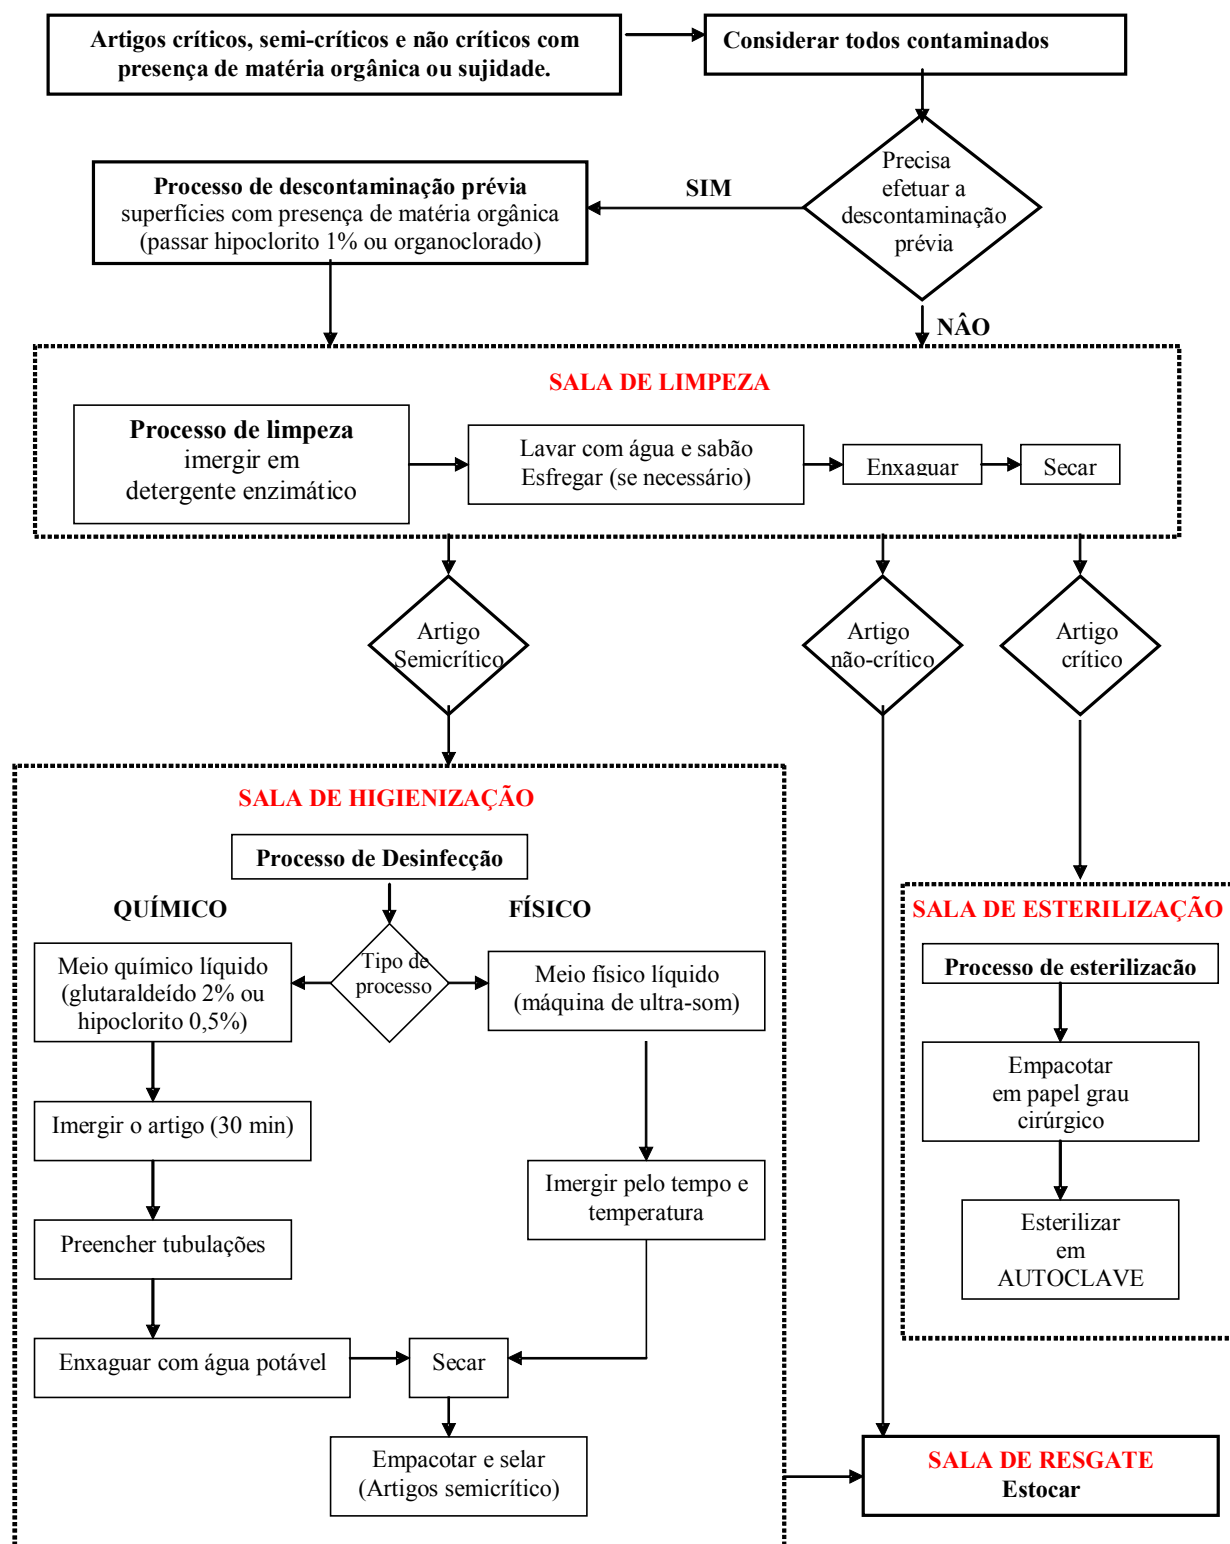 Artigos críticos, semi-críticos e não críticos com
presença de matéria orgânica ou sujidade.
Considerar todos contaminados
Precisa
efetuar a
descontaminação
prévia
SIM
Processo de descontaminação prévia
superfícies com presença de matéria orgânica
(passar hipoclorito 1% ou organoclorado)
NÂO
SALA DE LIMPEZA
Processo de limpeza
imergir em
detergente enzimático
Lavar com água e sabão
Esfregar (se necessário)
Enxaguar
Secar
Artigo
Semicrítico
Artigo
não-crítico
Artigo
crítico
SALA DE HIGIENIZAÇÃO
Processo de Desinfecção
QUÍMICO
FÍSICO
Tipo de
processo
Meio químico líquido
(glutaraldeído 2% ou
hipoclorito 0,5%)
Meio físico líquido
(máquina de ultra-som)
Imergir o artigo (30 min)
Preencher tubulações
Enxaguar com água potável
Imergir pelo tempo e
temperatura
Secar
Empacotar e selar
(Artigos semicrítico)
SALA DE ESTERILIZAÇÃO
Processo de esterilizacão
Empacotar
em papel grau
cirúrgico
Esterilizar
em
AUTOCLAVE
SALA DE RESGATE
Estocar